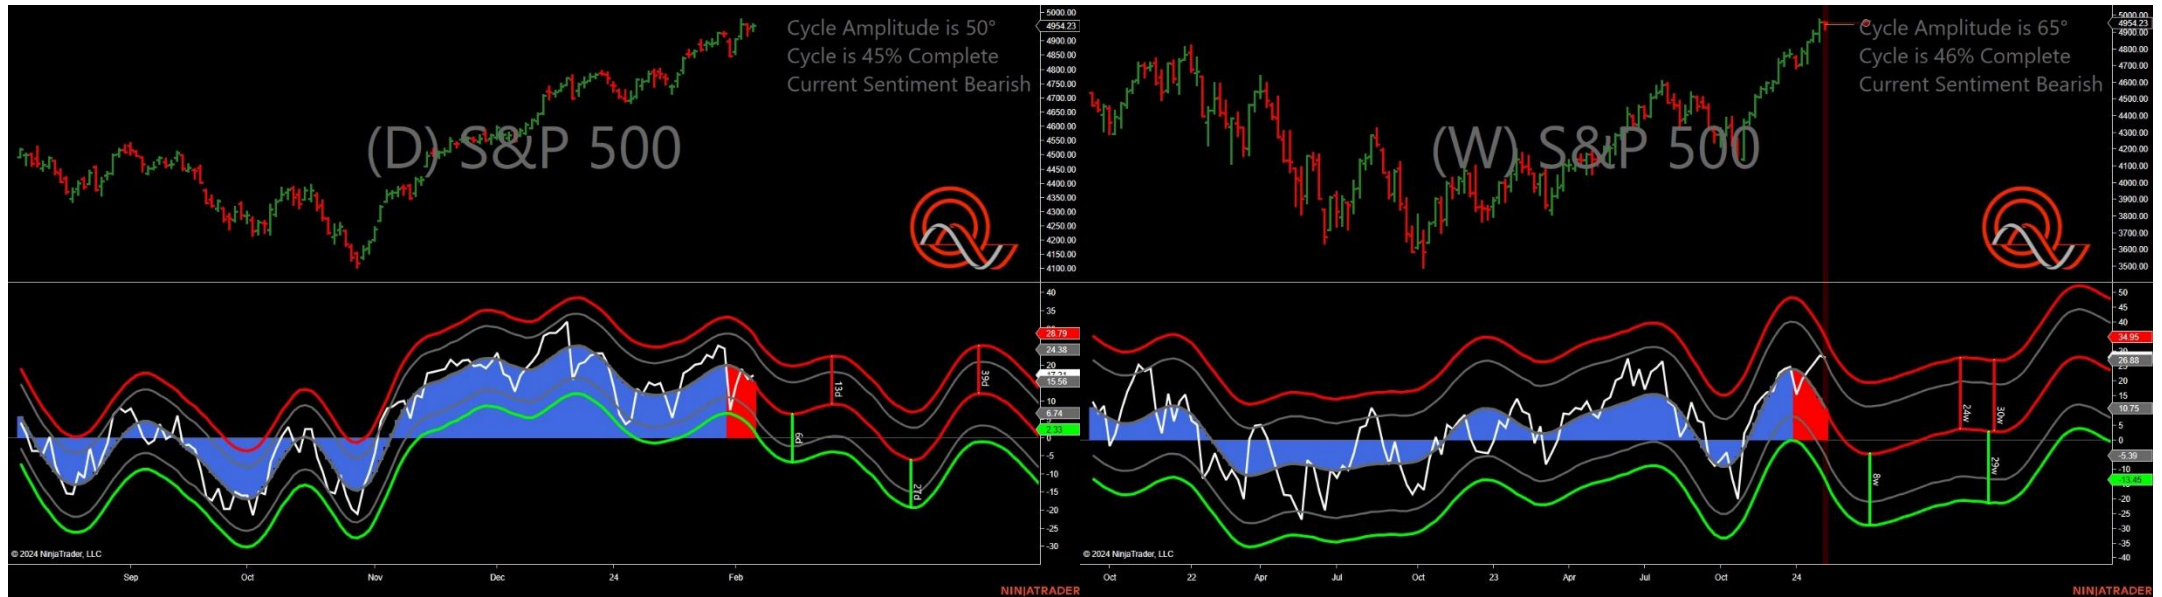 Cycle Amplitude is 50°
Cycle is 45% Complete
Current Sentiment Bearish
(D) S&P 500
5000.00
4954.23
4900.00
4850.00
4800.00
4750.00
4700.00
4650.00
4600.00
4550.00
4500.00
4450.00
4400.00
4350.00
4300.00
4250.00
4200.00
4150.00
4100.00
40
35
28.79
24.38
20
15.56
10
6.74
2.33
0
-5
-10
-15
-20
-25
-30
6d
13d
27d
39d
© 2024 NinjaTrader, LLC
Sep
Oct
Nov
Dec
24
Feb
NINJATRADER
Cycle Amplitude is 65°
Cycle is 46% Complete
Current Sentiment Bearish
(W) S&P 500
5000.00
4954.23
4900.00
4800.00
4700.00
4600.00
4500.00
4400.00
4300.00
4200.00
4100.00
4000.00
3900.00
3800.00
3700.00
3600.00
3500.00
50
45
40
34.95
26.88
25
20
15
10.75
5
0
-5.39
-10
-13.45
-20
-25
-30
-35
-40
8w
24w
30w
29w
© 2024 NinjaTrader, LLC
Oct
22
Apr
Jul
Oct
23
Apr
Jul
Oct
24
NINJATRADER